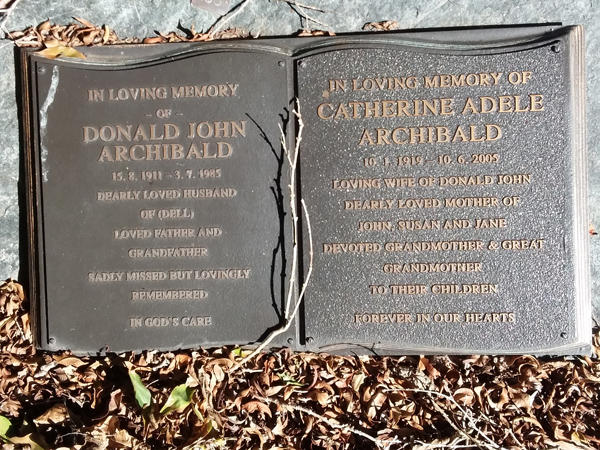 IN LOVING MEMORY
- OF -
DONALD JOHN
ARCHIBALD
15. 8. 1911 - 3. 7. 1985
DEARLY LOVED HUSBAND
OF (DELL)
LOVED FATHER AND
GRANDFATHER
SADLY MISSED BUT LOVINGLY
REMEMBERED
IN GOD'S CARE
IN LOVING MEMORY OF
CATHERINE ADELE
ARCHIBALD
10. 1. 1919 - 10. 6. 2005
LOVING WIFE OF DONALD JOHN
DEARLY LOVED MOTHER OF
JOHN, SUSAN AND JANE
DEVOTED GRANDMOTHER & GREAT
GRANDMOTHER
TO THEIR CHILDREN
FOREVER IN OUR HEARTS